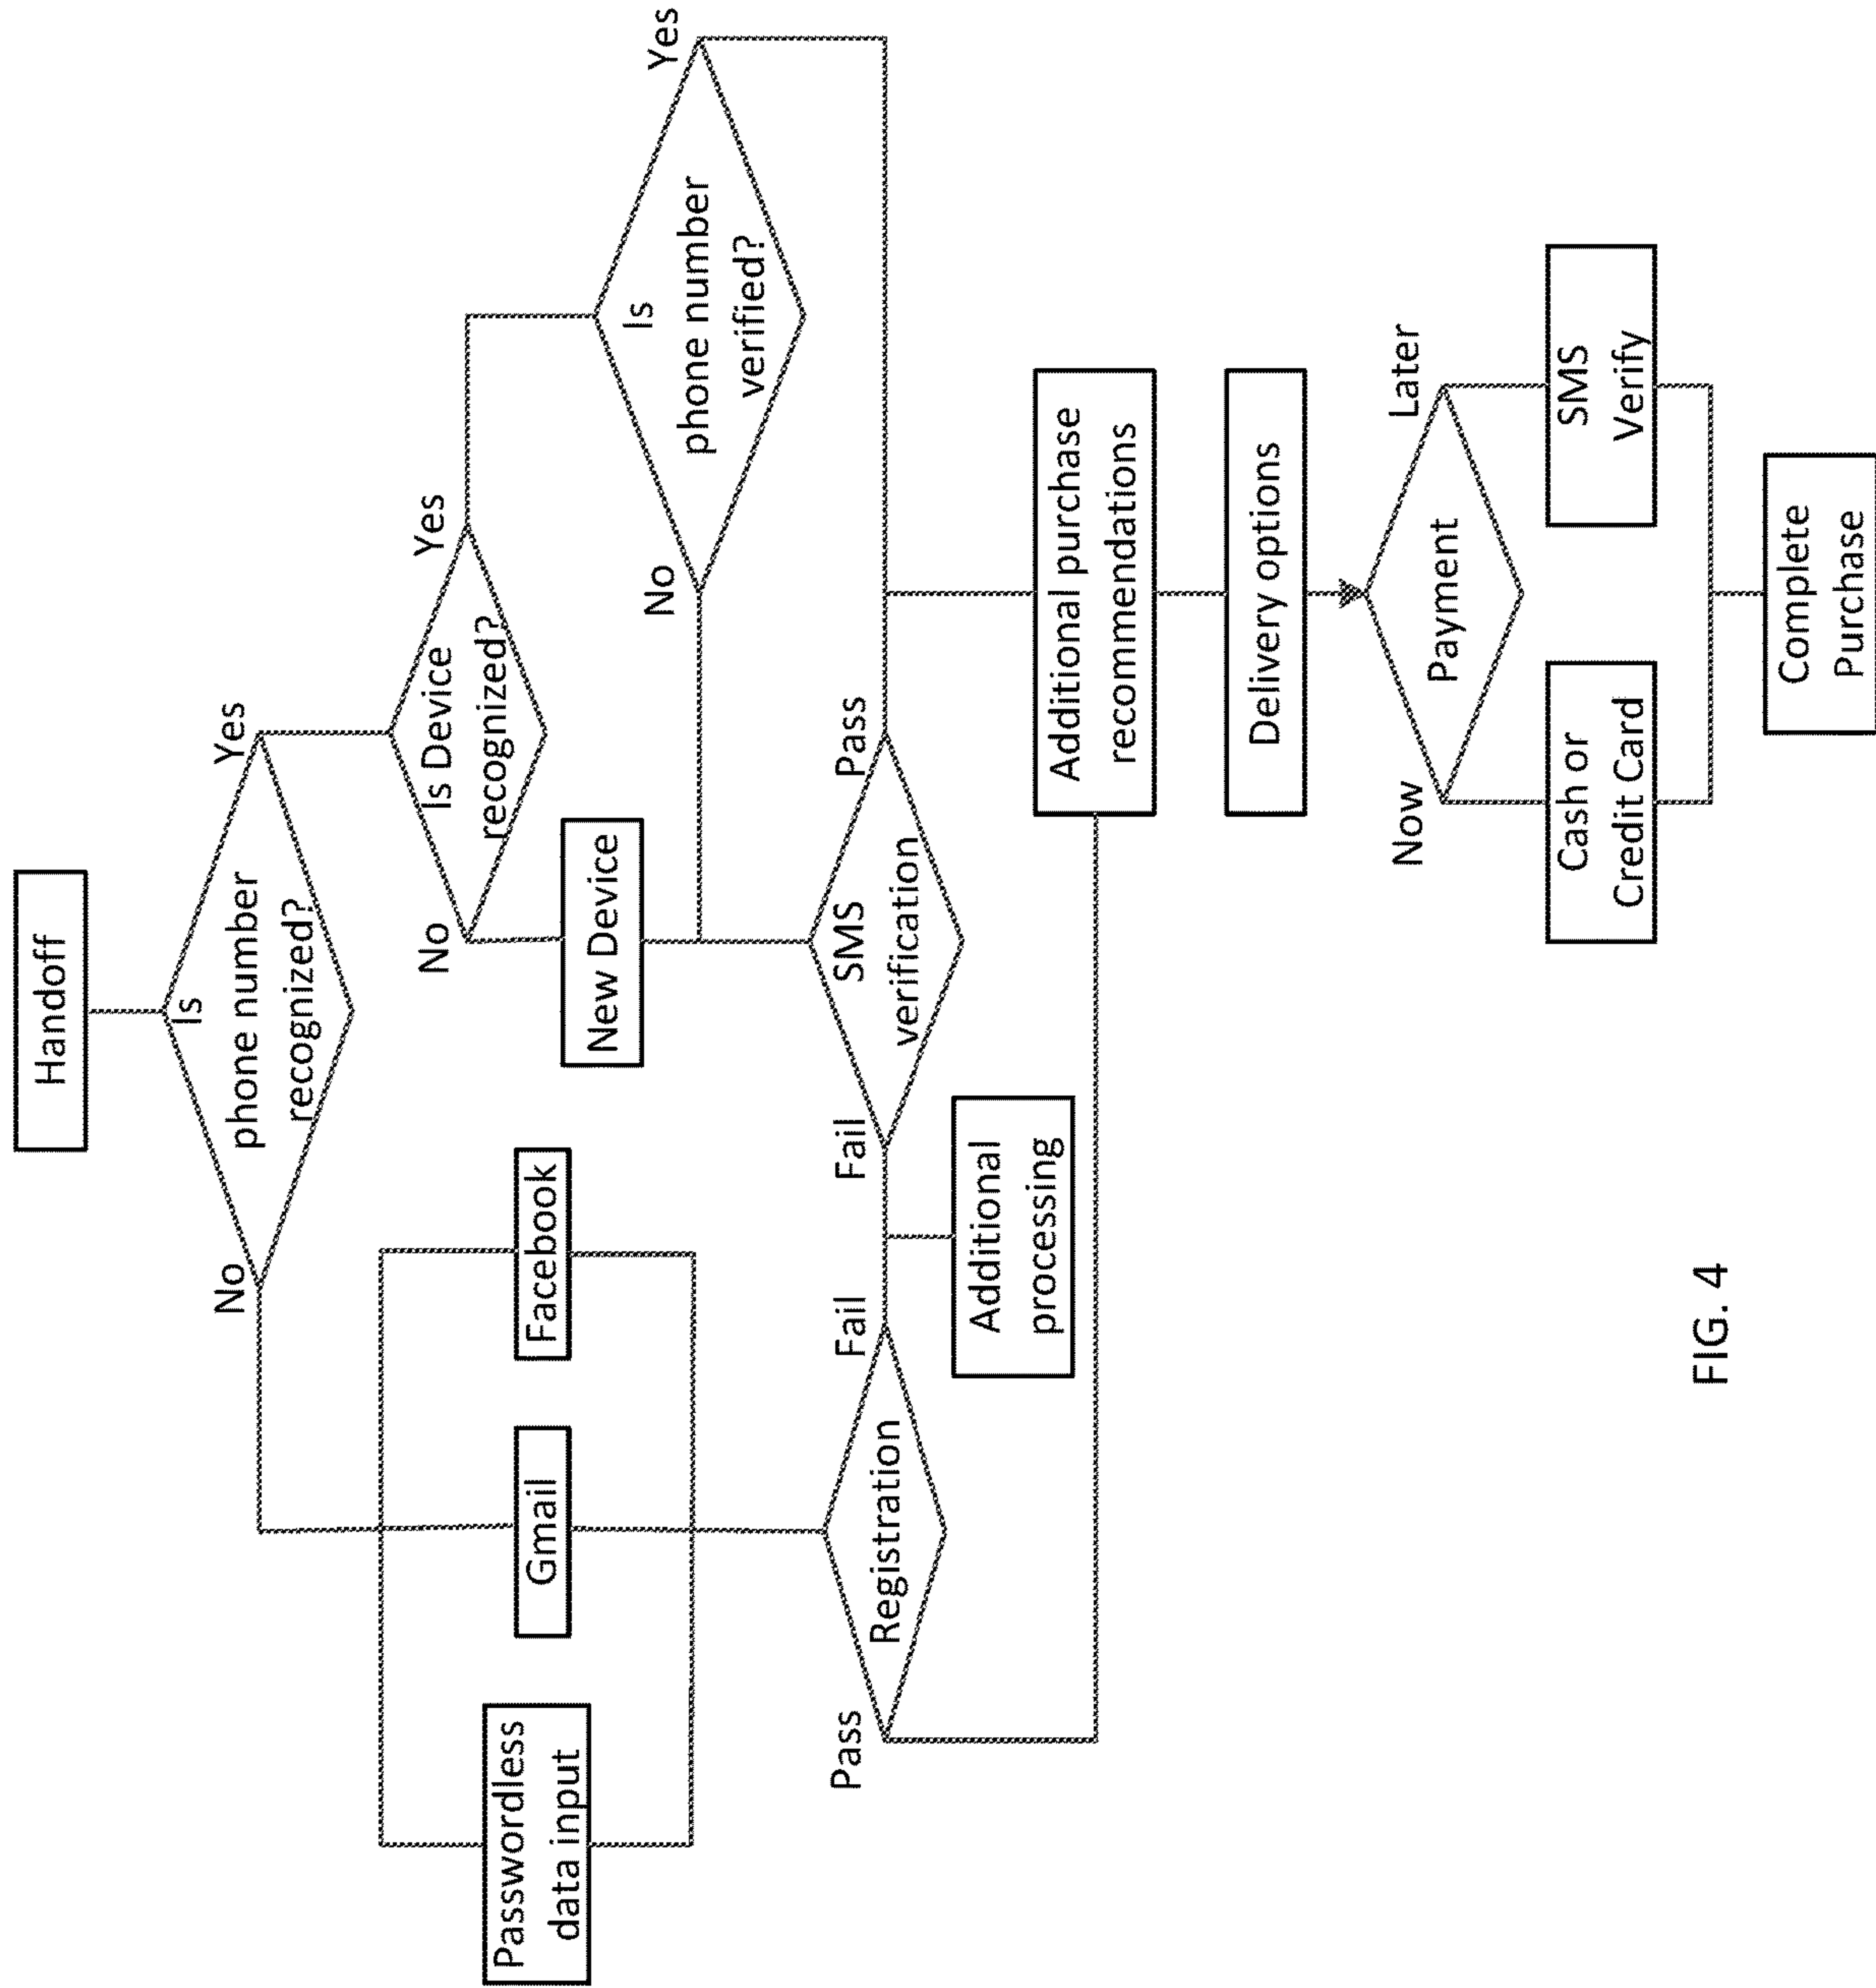 Handoff
Is
phone number
recognized?
No
Yes
Is Device
recognized?
No
Yes
Passwordless
data input
Gmail
Facebook
New Device
Is
phone number
verified?
No
Yes
Registration
Pass
Fail
SMS
verification
Fail
Pass
Additional
processing
Additional purchase
recommendations
Delivery options
Payment
Now
Later
Cash or
Credit Card
SMS
Verify
Complete
Purchase
FIG. 4